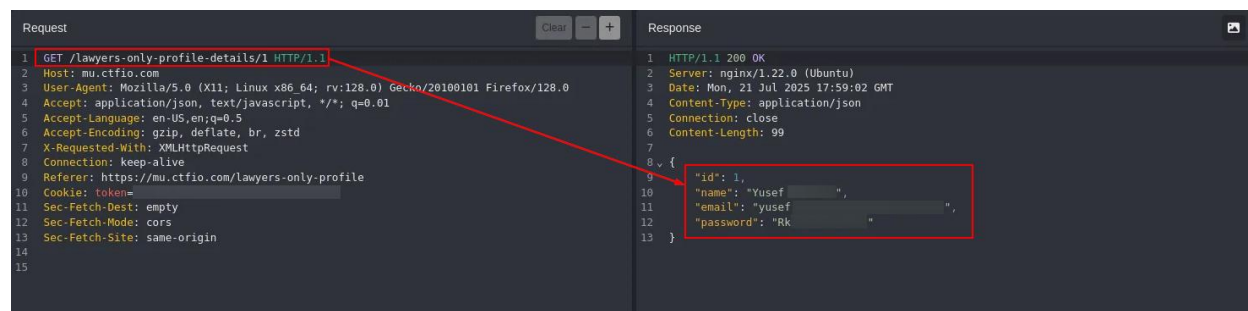 Request
Clear
Response
1 GET /lawyers-only-profile-details/1 HTTP/1.1
2 Host: mu.ctfio.com
3 User-Agent: Mozilla/5.0 (X11; Linux x86_64; rv:128.0) Gecko/20100101 Firefox/128.0
4 Accept: application/json, text/javascript, */*; q=0.01
5 Accept-Language: en-US,en;q=0.5
6 Accept-Encoding: gzip, deflate, br, zstd
7 X-Requested-With: XMLHttpRequest
8 Connection: keep-alive
9 Referer: https://mu.ctfio.com/lawyers-only-profile
10 Cookie: token=
11 Sec-Fetch-Dest: empty
12 Sec-Fetch-Mode: cors
13 Sec-Fetch-Site: same-origin
14
15
1 HTTP/1.1 200 OK
2 Server: nginx/1.22.0 (Ubuntu)
3 Date: Mon, 21 Jul 2025 17:59:02 GMT
4 Content-Type: application/json
5 Connection: close
6 Content-Length: 99
7
8 {
9 "id": 1,
10 "name": "Yusef ",
11 "email": "yusef ",
12 "password": "Rk "
13 }